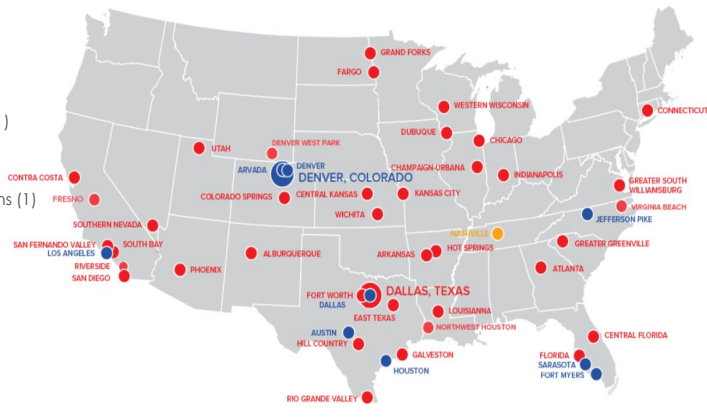 )
ns (1)
GRAND FORKS
FARGO
WESTERN WISCONSIN
CONNECTICUT
DUBUQUE
CHICAGO
UTAH
DENVER WEST PARK
ARVADA
DENVER
DENVER, COLORADO
CHAMPAIGN-URBANA
INDIANAPOLIS
CONTRA COSTA
FRESNO
COLORADO SPRINGS
CENTRAL KANSAS
KANSAS CITY
GREATER SOUTH
WILLIAMSBURG
VIRGINIA BEACH
WICHITA
JEFFERSON PIKE
SOUTHERN NEVADA
NASHVILLE
SAN FERNANDO VALLEY
SOUTH BAY
LOS ANGELES
ALBURQUERQUE
ARKANSAS
HOT SPRINGS
GREATER GREENVILLE
RIVERSIDE
SAN DIEGO
PHOENIX
ATLANTA
FORT WORTH
DALLAS, TEXAS
DALLAS
EAST TEXAS
LOUISIANNA
AUSTIN
NORTHWEST HOUSTON
HILL COUNTRY
CENTRAL FLORIDA
GALVESTON
HOUSTON
FLORIDA
SARASOTA
FORT MYERS
RIO GRANDE VALLEY